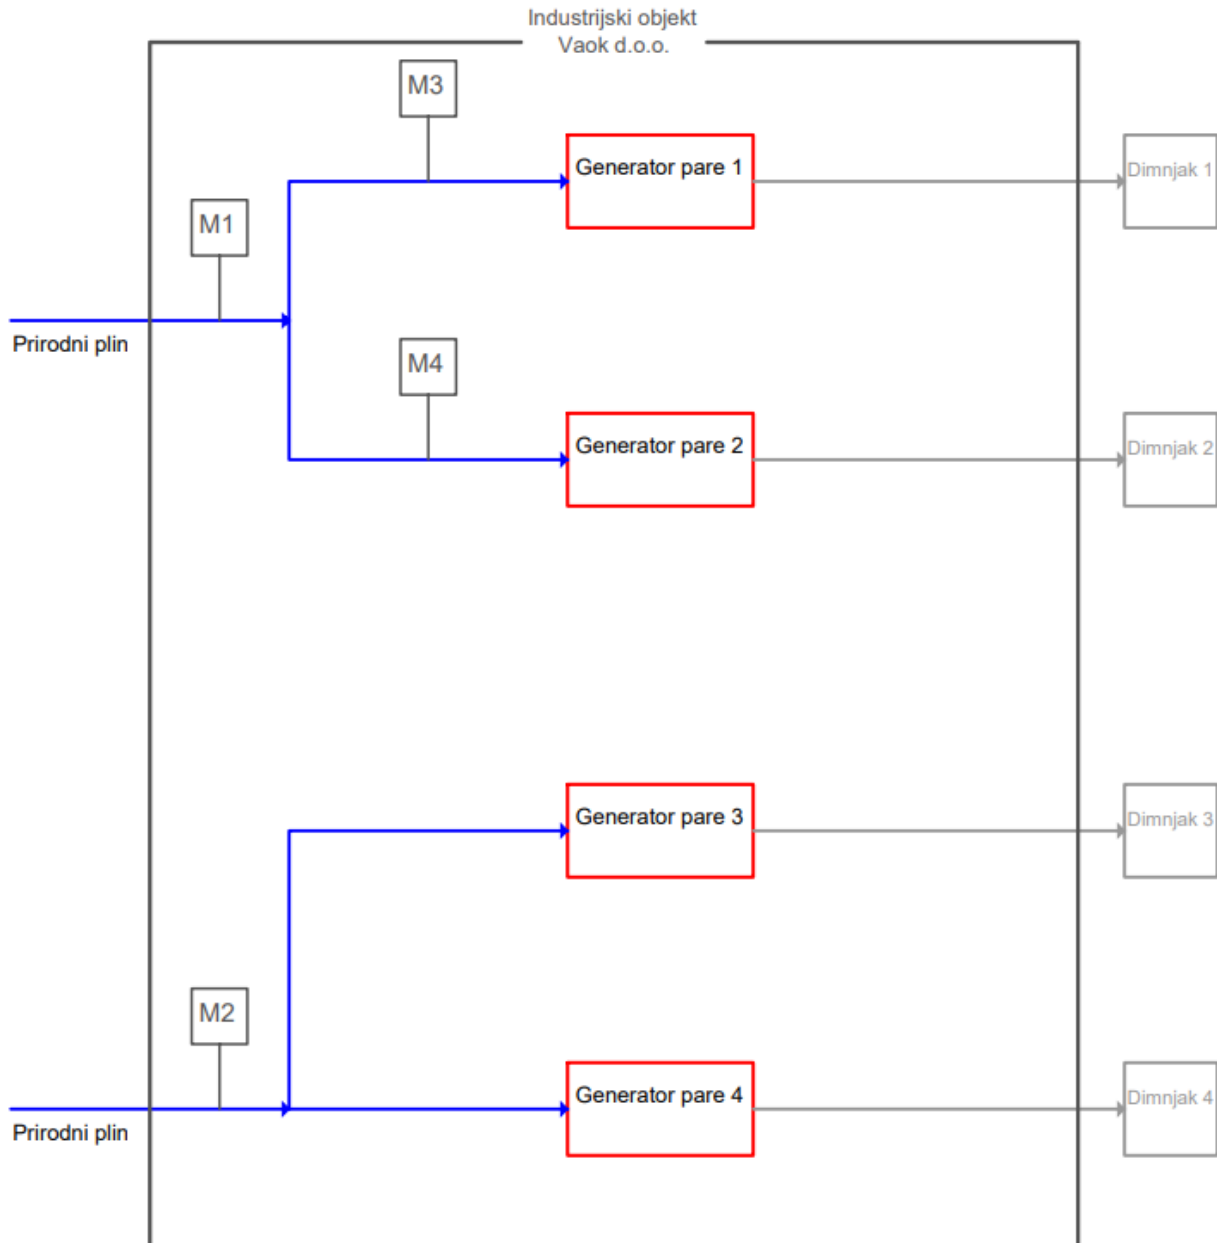 Industrijski objekt
Vaok d.o.o.
M3
Generator pare 1
Dimnjak 1
M1
Prirodni plin
M4
Generator pare 2
Dimnjak 2
Generator pare 3
Dimnjak 3
M2
Generator pare 4
Dimnjak 4
Prirodni plin